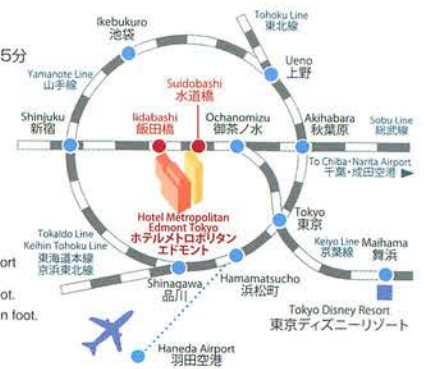 Ikebukuro
池袋
Tohoku Line
東北線
5分
Ueno
上野
Yamanote Line
山手線
Suidobashi
水道橋
Shinjuku
新宿
Iidabashi
飯田橋
Ochanomizu
御茶ノ水
Akihabara
秋葉原
Sobu Line
総武線
To Chiba・Narita Airport
千葉・成田空港
Hotel Metropolitan
Edmont Tokyo
ホテルメトロポリタン
エドモント
Tokyo
東京
Tokaido Line
Keihin Tohoku Line
東海道本線
京浜東北線
Keiyo Line
京葉線
Maihama
舞浜
ort
Shinagawa
品川
Hamamatsucho
浜松町
ot.
n foot.
Tokyo Disney Resort
東京ディズニーリゾート
Haneda Airport
羽田空港